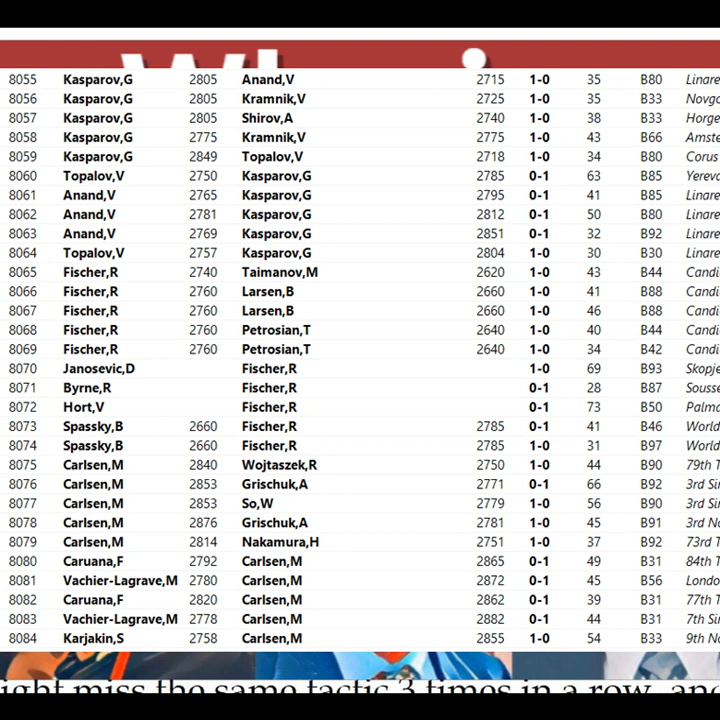 8055 Kasparov,G 2805 Anand,V 2715 1-0 35 B80 Linare
8056 Kasparov,G 2805 Kramnik,V 2725 1-0 35 B33 Novgo
8057 Kasparov,G 2805 Shirov,A 2740 1-0 38 B33 Horge
8058 Kasparov,G 2775 Kramnik,V 2775 1-0 43 B66 Amste
8059 Kasparov,G 2849 Topalov,V 2718 1-0 34 B80 Corus
8060 Topalov,V 2750 Kasparov,G 2785 0-1 63 B85 Yereva
8061 Anand,V 2765 Kasparov,G 2795 0-1 41 B85 Linare
8062 Anand,V 2781 Kasparov,G 2812 0-1 50 B80 Linare
8063 Anand,V 2769 Kasparov,G 2851 0-1 32 B92 Linare
8064 Topalov,V 2757 Kasparov,G 2804 1-0 30 B30 Linare
8065 Fischer,R 2740 Taimanov,M 2620 1-0 43 B44 Candi
8066 Fischer,R 2760 Larsen,B 2660 1-0 41 B88 Candi
8067 Fischer,R 2760 Larsen,B 2660 1-0 46 B88 Candi
8068 Fischer,R 2760 Petrosian,T 2640 1-0 40 B44 Candi
8069 Fischer,R 2760 Petrosian,T 2640 1-0 34 B42 Candi
8070 Janosevic,D Fischer,R 1-0 69 B93 Skopje
8071 Byrne,R Fischer,R 0-1 28 B87 Sousse
8072 Hort,V Fischer,R 0-1 73 B50 Palma
8073 Spassky,B 2660 Fischer,R 2785 0-1 41 B46 World
8074 Spassky,B 2660 Fischer,R 2785 1-0 31 B97 World
8075 Carlsen,M 2840 Wojtaszek,R 2750 1-0 44 B90 79th T
8076 Carlsen,M 2853 Grischuk,A 2771 0-1 66 B92 3rd Sin
8077 Carlsen,M 2853 So,W 2779 1-0 56 B90 3rd Sin
8078 Carlsen,M 2876 Grischuk,A 2781 1-0 45 B91 3rd No
8079 Carlsen,M 2814 Nakamura,H 2751 1-0 37 B92 73rd T
8080 Caruana,F 2792 Carlsen,M 2865 0-1 49 B31 84th T
8081 Vachier-Lagrave,M 2780 Carlsen,M 2872 0-1 45 B56 Londo
8082 Caruana,F 2820 Carlsen,M 2862 0-1 39 B31 77th T
8083 Vachier-Lagrave,M 2778 Carlsen,M 2882 0-1 44 B31 7th Si
8084 Karjakin,S 2758 Carlsen,M 2855 1-0 54 B33 9th No
ight miss the same tactic 3 times in a row, and